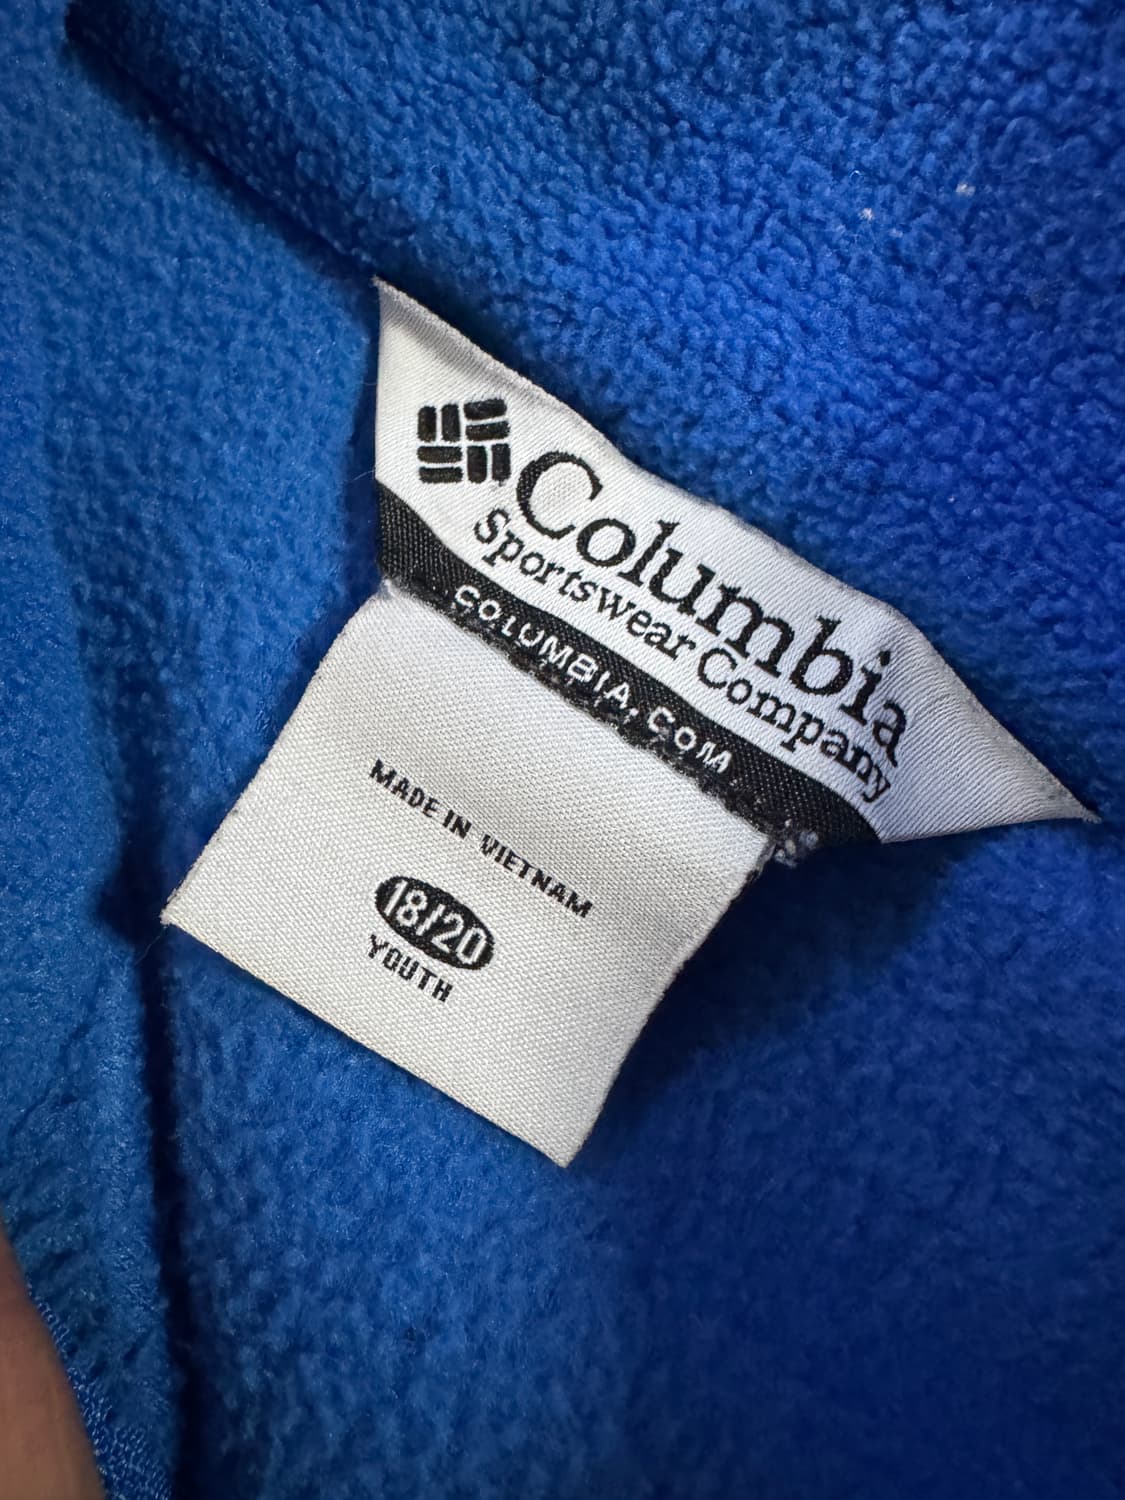 Columbia
Sportswear Company
COLUMBIA.COM
MADE IN VIETNAM
18/20
YOUTH